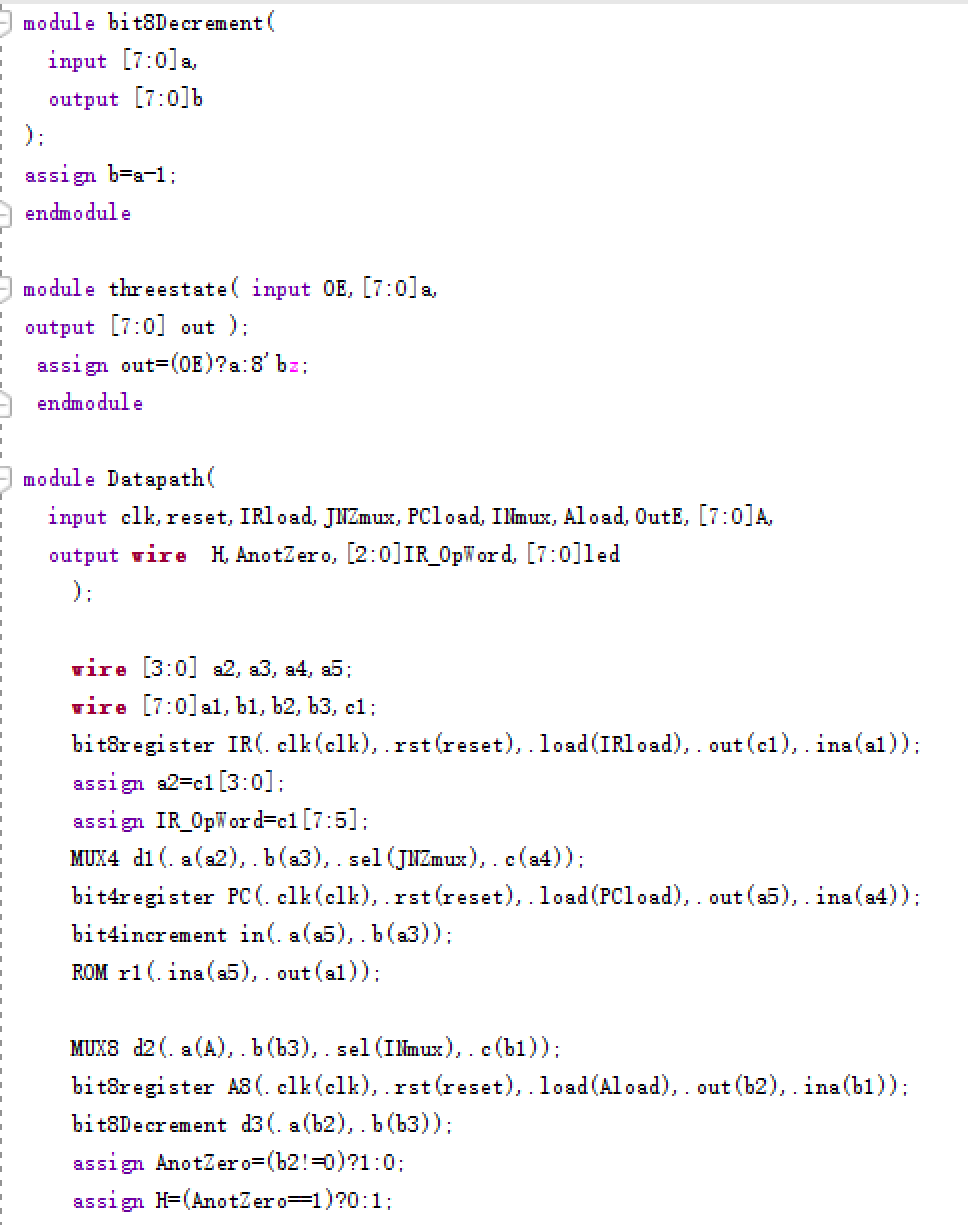 module bit8Decrement(
input [7:0]a,
output [7:0]b
);
assign b=a-1;
endmodule
module threestate( input OE,[7:0]a,
output [7:0] out );
assign out=(OE)?a:8'bz;
endmodule
module Datapath(
input clk,reset,IRload,JNZmux,PCload,INmux,Aload,OutE,[7:0]A,
output wire  H,AnotZero,[2:0]IR_OpWord,[7:0]led
);
wire [3:0] a2,a3,a4,a5;
wire [7:0]a1,b1,b2,b3,c1;
bit8register IR(.clk(clk),.rst(reset),.load(IRload),.out(c1),.ina(a1));
assign a2=c1[3:0];
assign IR_OpWord=c1[7:5];
MUX4 d1(.a(a2),.b(a3),.sel(JNZmux),.c(a4));
bit4register PC(.clk(clk),.rst(reset),.load(PCload),.out(a5),.ina(a4));
bit4increment in(.a(a5),.b(a3));
ROM r1(.ina(a5),.out(a1));
MUX8 d2(.a(A),.b(b3),.sel(INmux),.c(b1));
bit8register A8(.clk(clk),.rst(reset),.load(Aload),.out(b2),.ina(b1));
bit8Decrement d3(.a(b2),.b(b3));
assign AnotZero=(b2!=0)?1:0;
assign H=(AnotZero==1)?0:1;